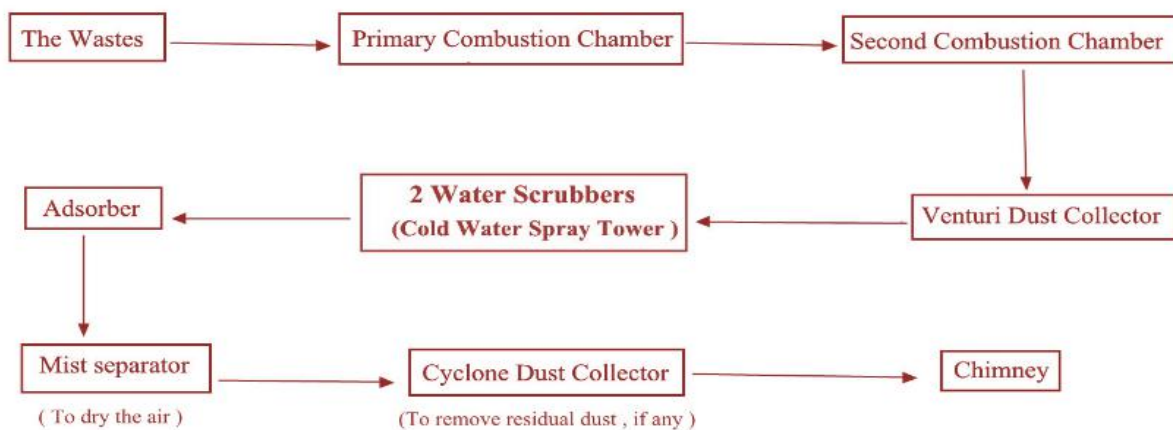 The Wastes
Primary Combustion Chamber
Second Combustion Chamber
Venturi Dust Collector
2 Water Scrubbers
(Cold Water Spray Tower )
Adsorber
Mist separator
( To dry the air )
Cyclone Dust Collector
(To remove residual dust , if any )
Chimney